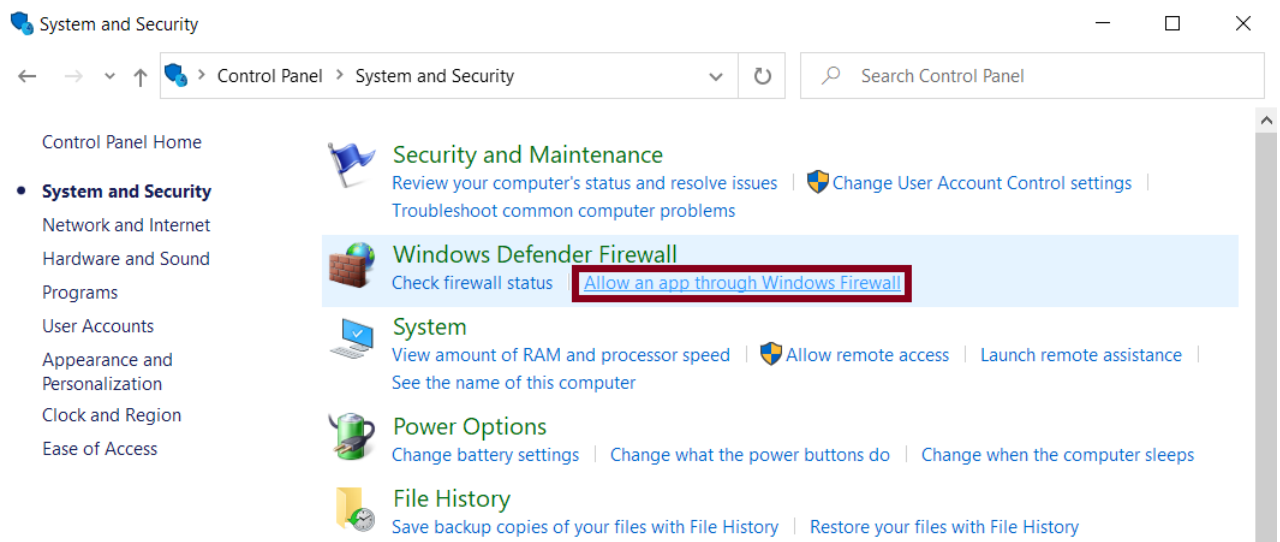 System and Security
Control Panel > System and Security
Search Control Panel
Control Panel Home
System and Security
Network and Internet
Hardware and Sound
Programs
User Accounts
Appearance and
Personalization
Clock and Region
Ease of Access
Security and Maintenance
Review your computer's status and resolve issues
Change User Account Control settings
Troubleshoot common computer problems
Windows Defender Firewall
Check firewall status
Allow an app through Windows Firewall
System
View amount of RAM and processor speed
Allow remote access
Launch remote assistance
See the name of this computer
Power Options
Change battery settings
Change what the power buttons do
Change when the computer sleeps
File History
Save backup copies of your files with File History
Restore your files with File History